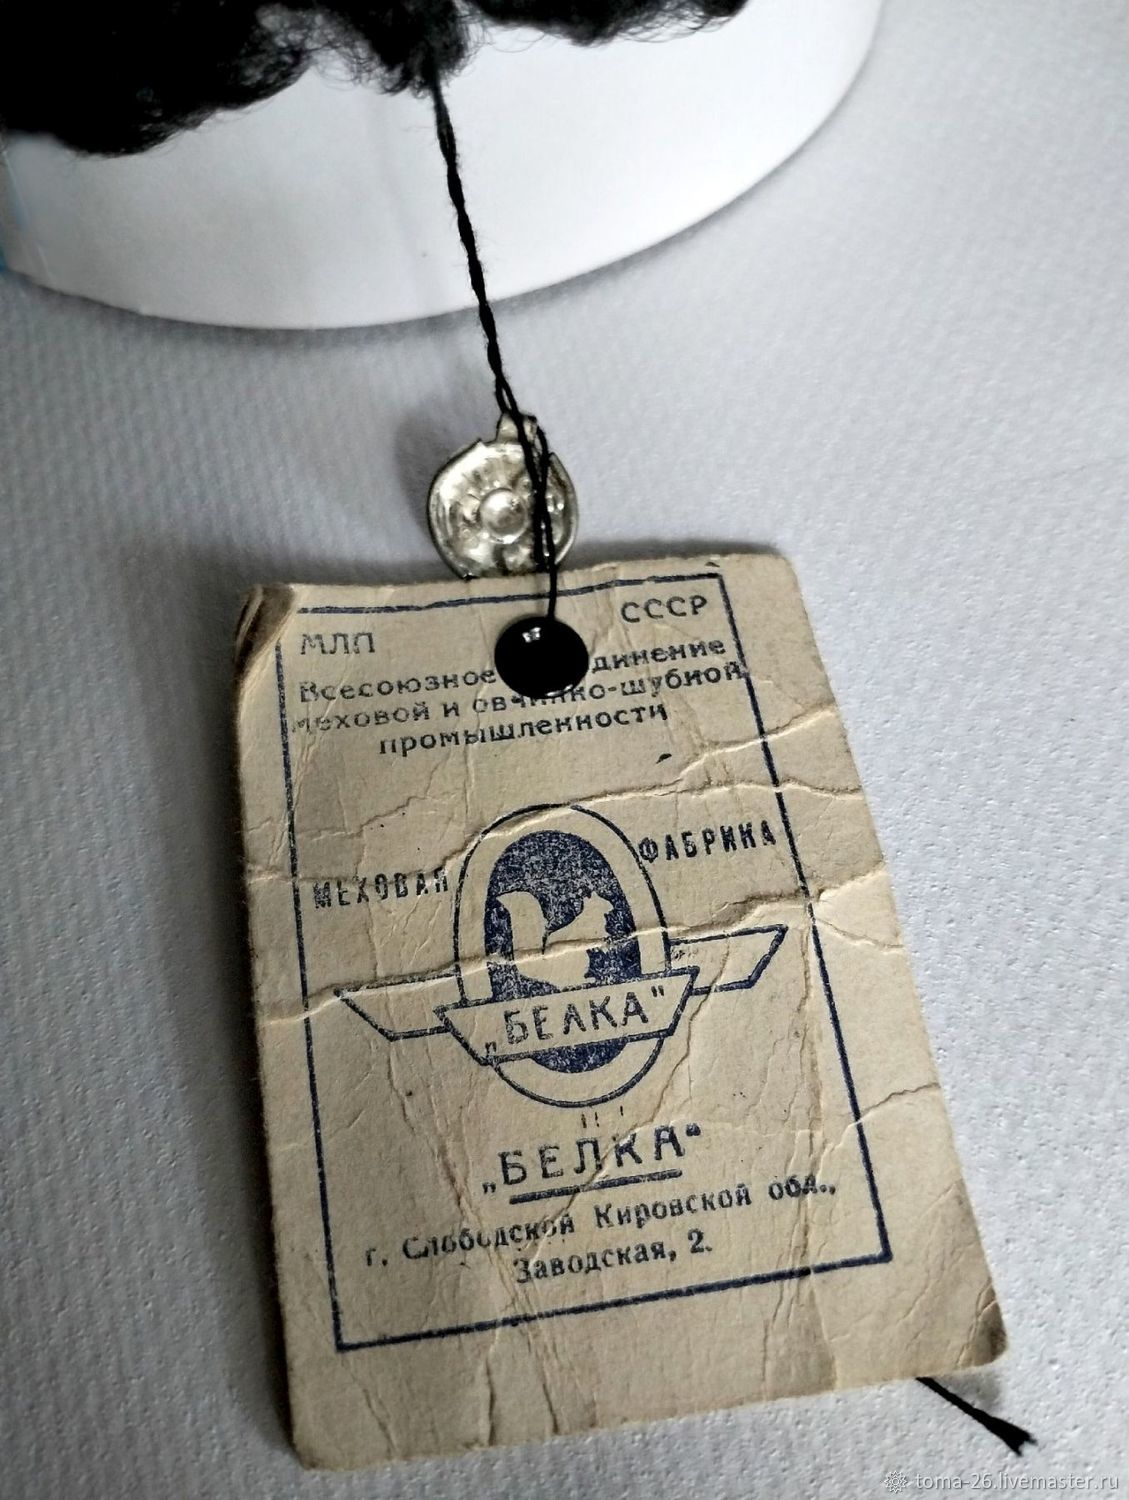 МЛП СССР
Всесоюзное объединение
меховой и овчинно-шубной
промышленности
МЕХОВАЯ ФАБРИКА
„БЕЛКА"
„БЕЛКА“
г. Слободской Кировской обл.,
Заводская, 2.
toma-26.livemaster.ru